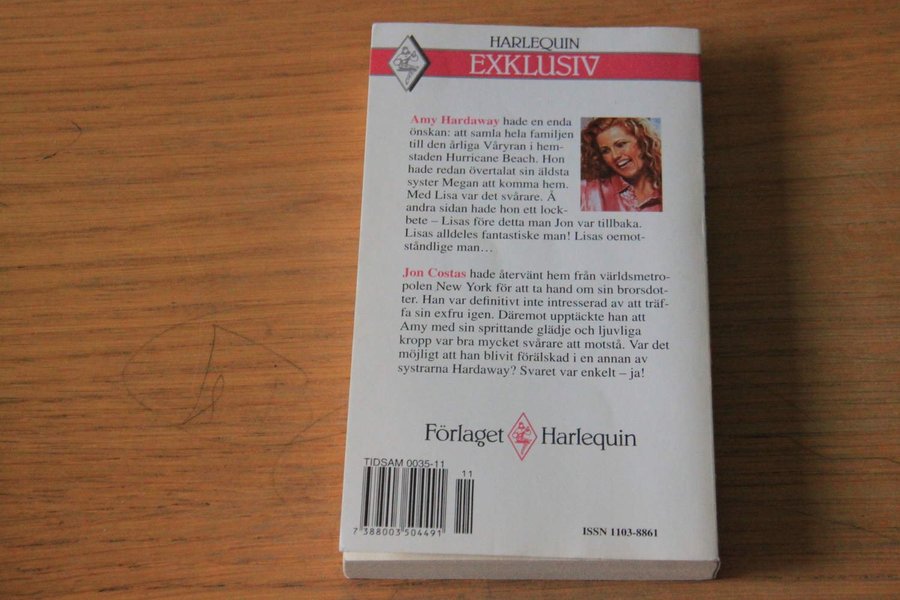 HARLEQUIN
EXKLUSIV
Amy Hardaway hade en enda
önskan: att samla hela familjen
till den årliga Våryran i hem-
staden Hurricane Beach. Hon
hade redan övertalat sin äldsta
syster Megan att komma hem.
Med Lisa var det svårare. Å
andra sidan hade hon ett lock-
bete – Lisas före detta man Jon var tillbaka.
Lisas alldeles fantastiske man! Lisas oemot-
ståndlige man…
Jon Costas hade återvänt hem från världsmetro-
polen New York för att ta hand om sin brorsdot-
ter. Han var definitivt inte intresserad av att träf-
fa sin exfru igen. Däremot upptäckte han att
Amy med sin sprittande glädje och ljuvliga
kropp var bra mycket svårare att motstå. Var det
möjligt att han blivit förälskad i en annan av
systrarna Hardaway? Svaret var enkelt – ja!
Förlaget Harlequin
TIDSAM 0035-11
11
7 388003 504491
ISSN 1103-8861